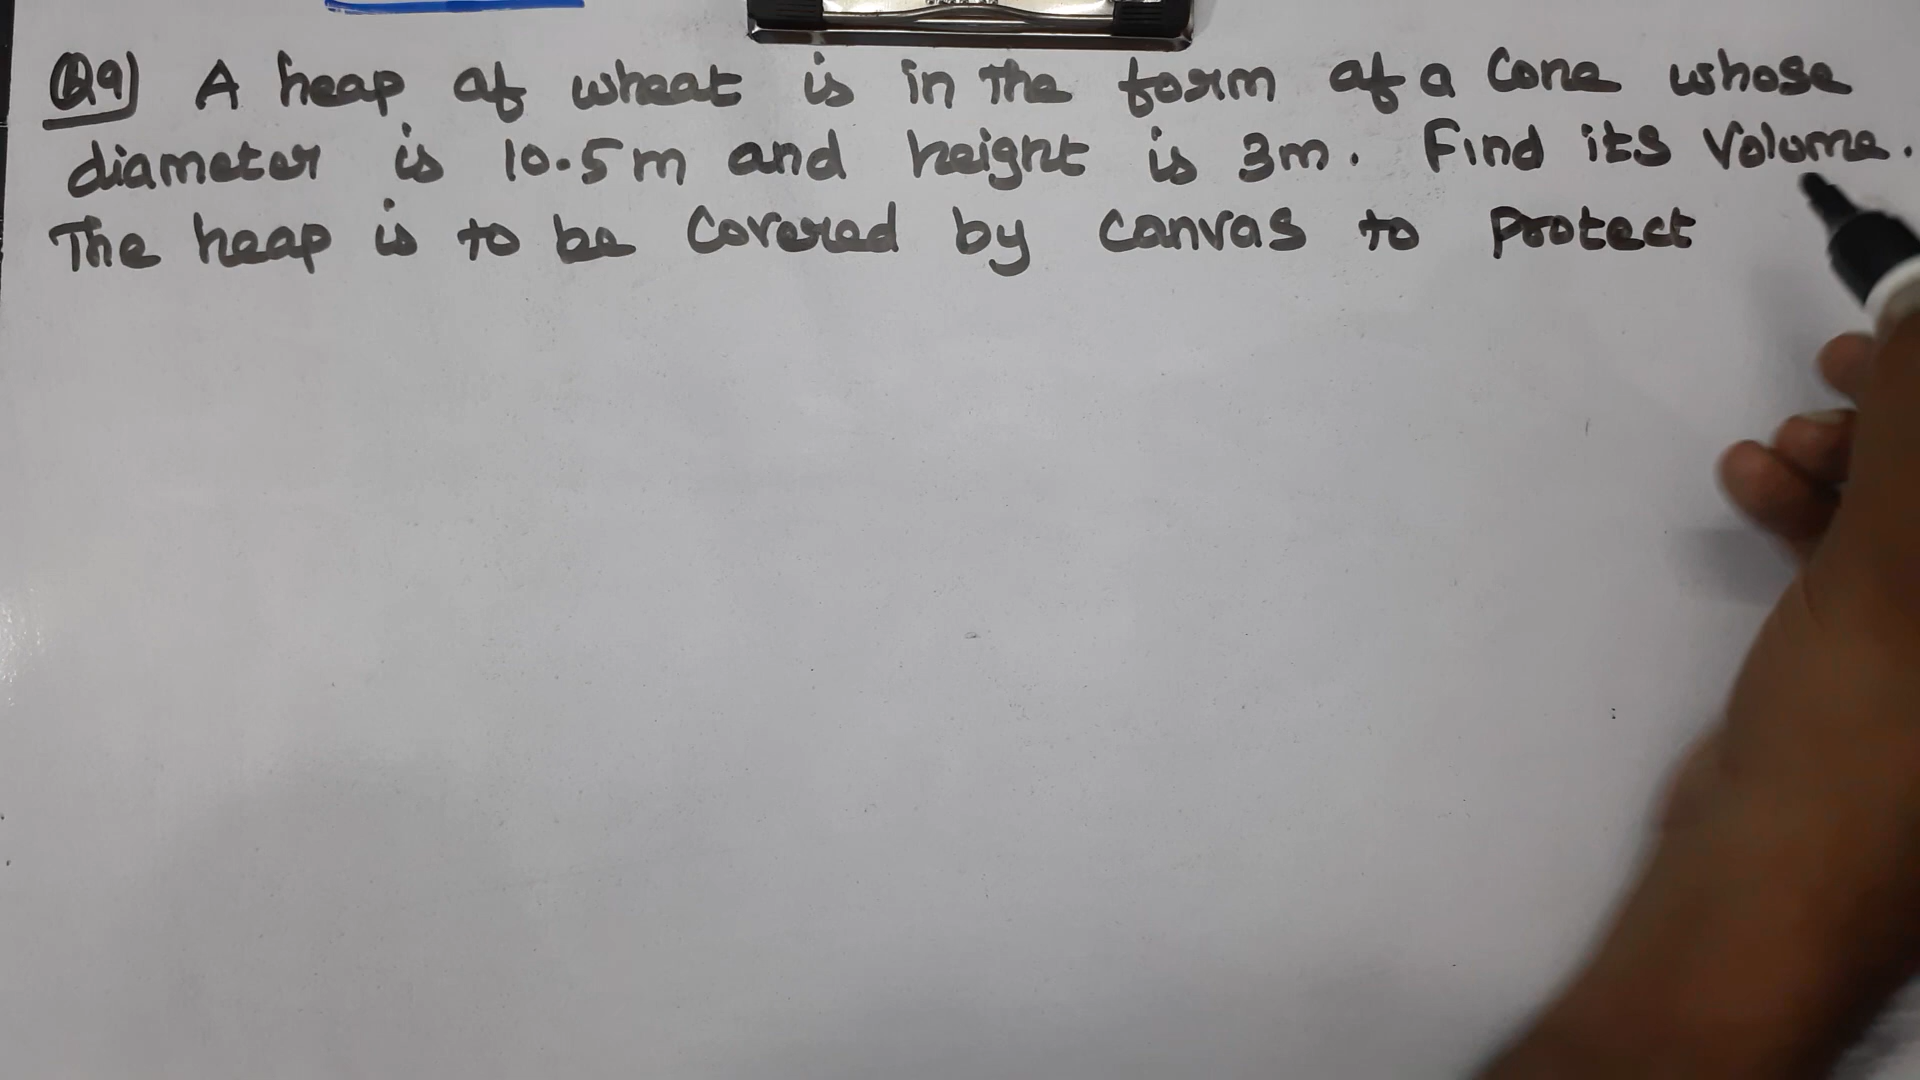 Q9) A heap of wheat is in the form of a cone whose
diameter is 10.5m and height is 3m. Find its Volume.
The heap is to be Covered by canvas to Protect